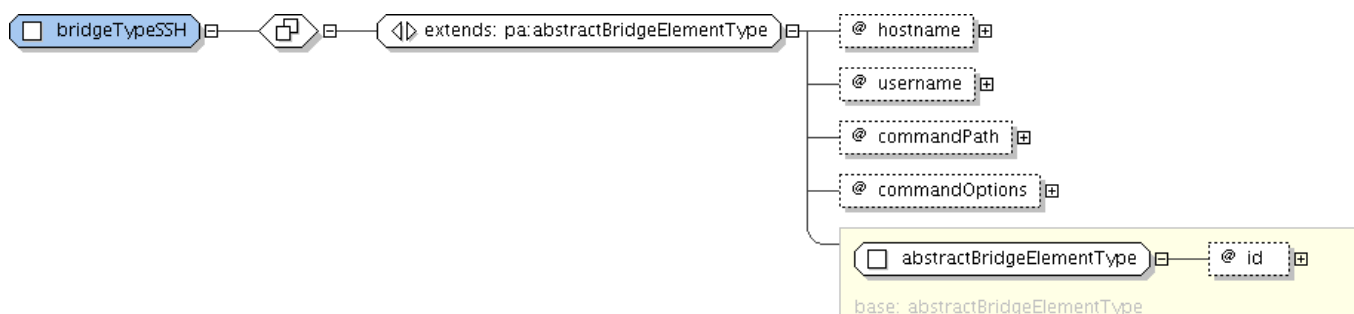 bridgeTypeSSH
extends: pa:abstractBridgeElementType
@ hostname
@ username
@ commandPath
@ commandOptions
abstractBridgeElementType
@ id
base: abstractBridgeElementType